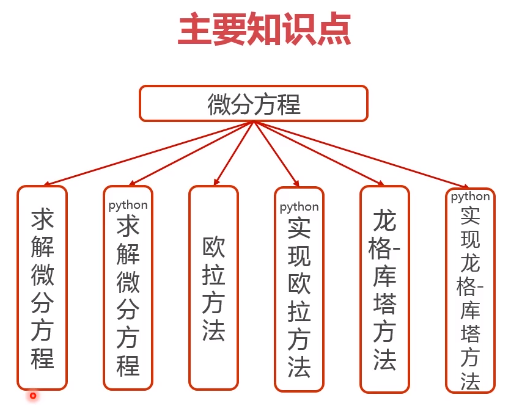 主要知识点
微分方程
求解微分方程
python求解微分方程
欧拉方法
python实现欧拉方法
龙格-库塔方法
python实现龙格-库塔方法